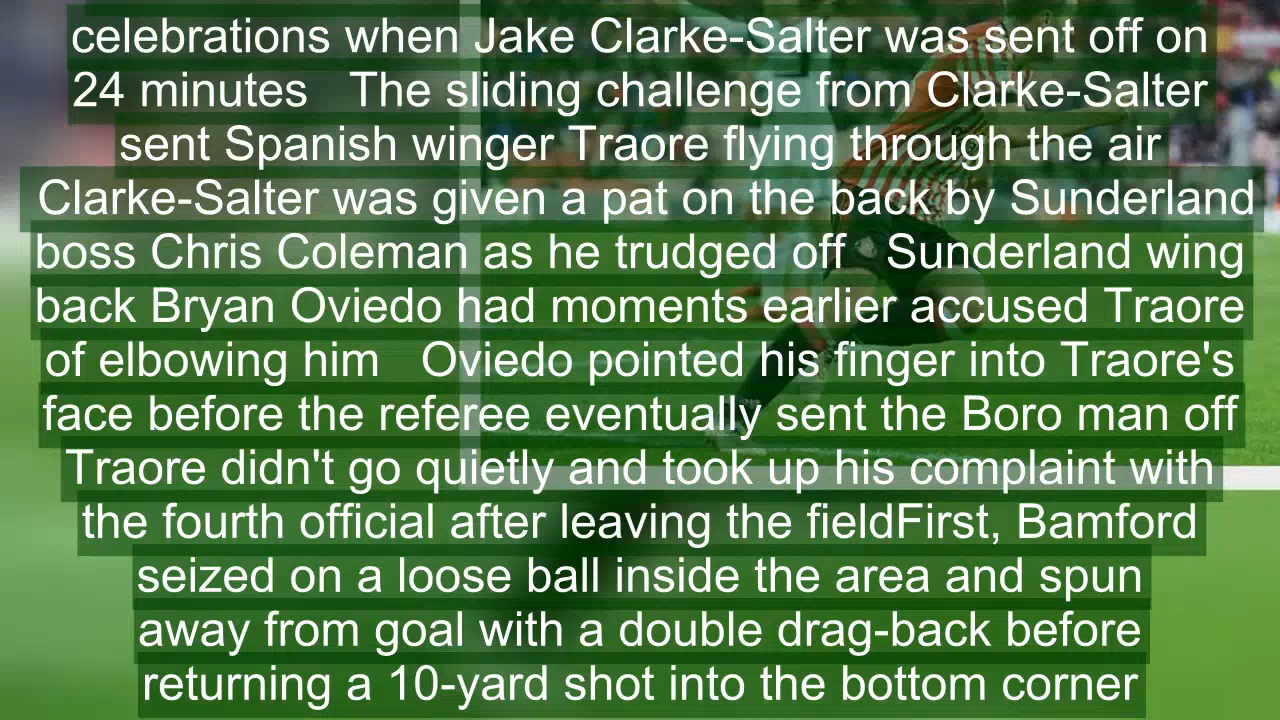 celebrations when Jake Clarke-Salter was sent off on
24 minutes   The sliding challenge from Clarke-Salter
sent Spanish winger Traore flying through the air
Clarke-Salter was given a pat on the back by Sunderland
boss Chris Coleman as he trudged off   Sunderland wing
back Bryan Oviedo had moments earlier accused Traore
of elbowing him   Oviedo pointed his finger into Traore's
face before the referee eventually sent the Boro man off
Traore didn't go quietly and took up his complaint with
the fourth official after leaving the fieldFirst, Bamford
seized on a loose ball inside the area and spun
away from goal with a double drag-back before
returning a 10-yard shot into the bottom corner